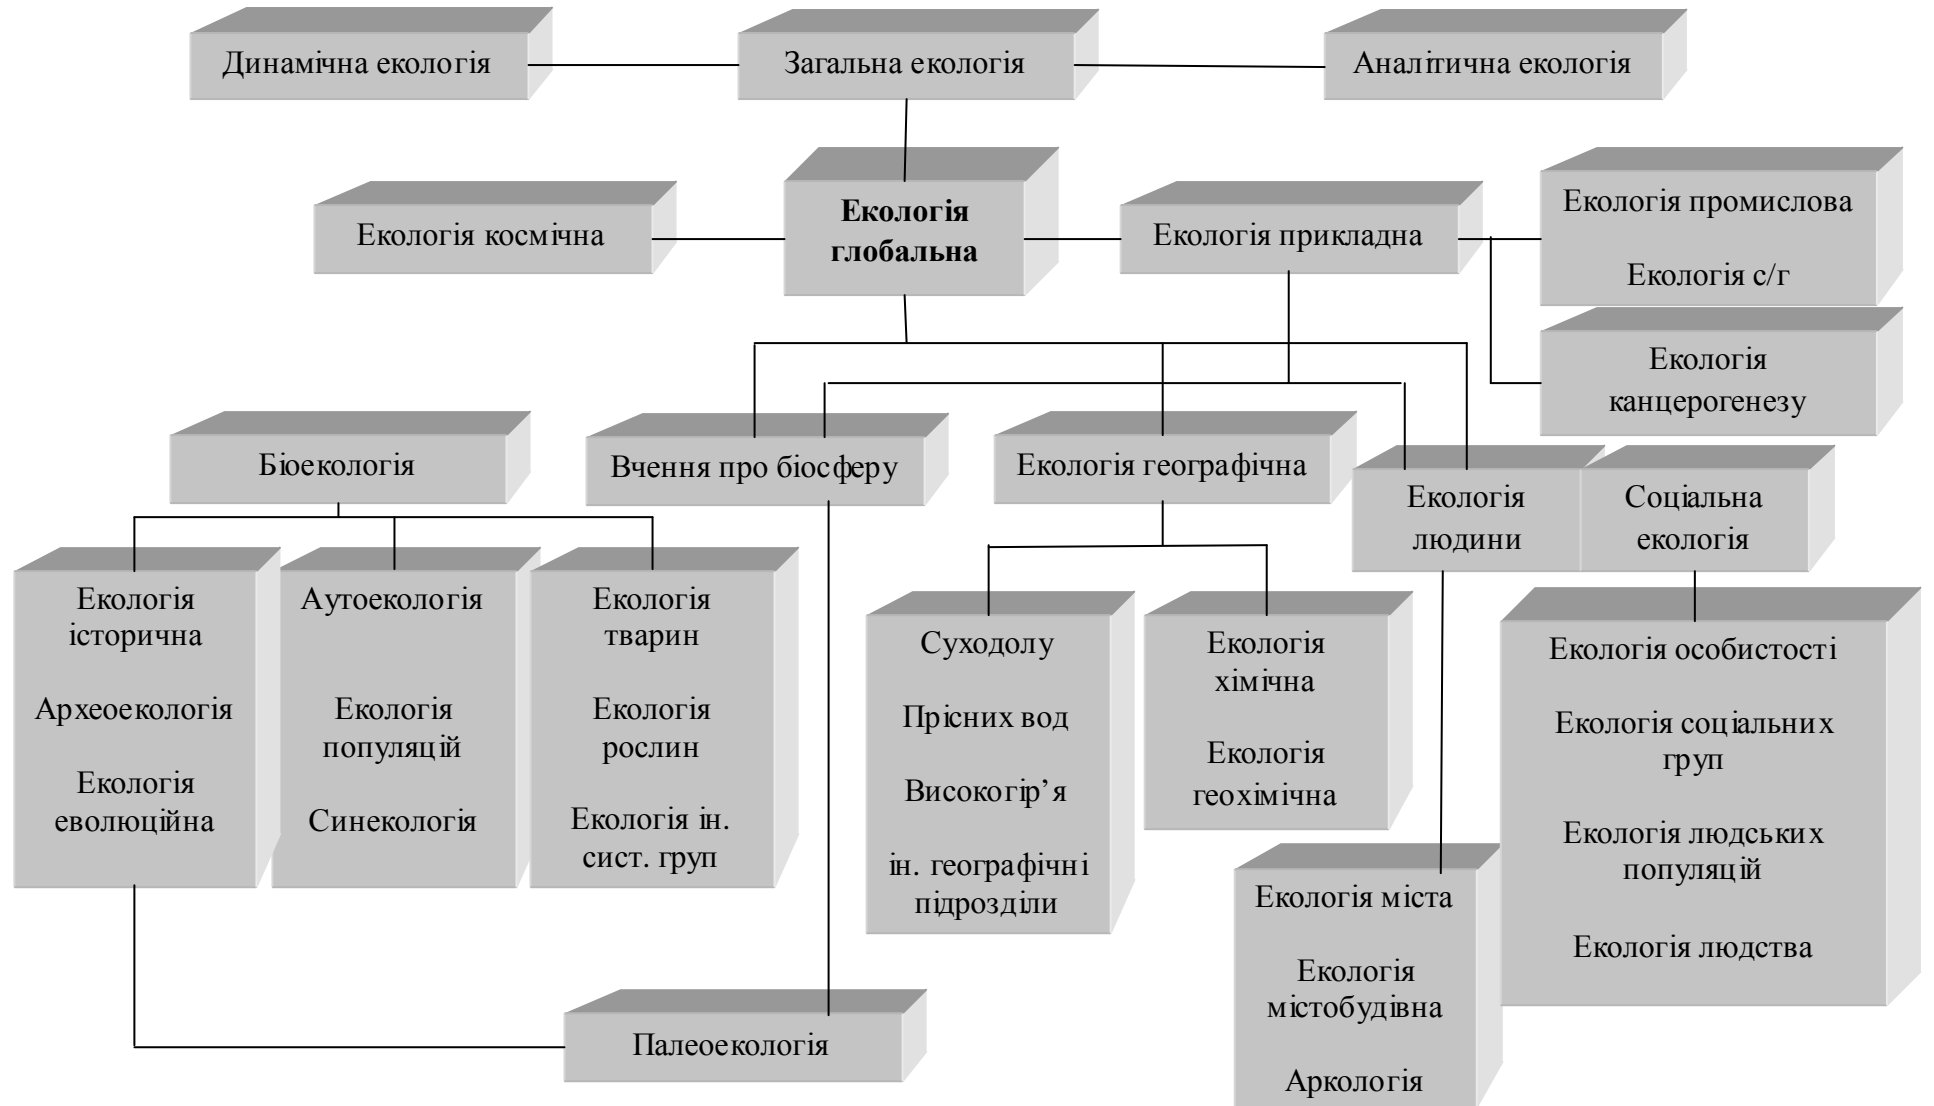 Динамічна екологія
Загальна екологія
Аналітична екологія
Екологія космічна
Екологія
глобальна
Екологія прикладна
Екологія промислова
Екологія с/г
Екологія
канцерогенезу
Біоекологія
Вчення про біосферу
Екологія географічна
Екологія
людини
Соціальна
екологія
Екологія
історична
Археоекологія
Екологія
еволюційна
Аутоекологія
Екологія
популяцій
Синекологія
Екологія
тварин
Екологія
рослин
Екологія ін.
сист. груп
Суходолу
Прісних вод
Високогір’я
ін. географічні
підрозділи
Екологія
хімічна
Екологія
геохімічна
Екологія міста
Екологія
містобудівна
Аркологія
Екологія особистості
Екологія соціальних
груп
Екологія людських
популяцій
Екологія людства
Палеоекологія